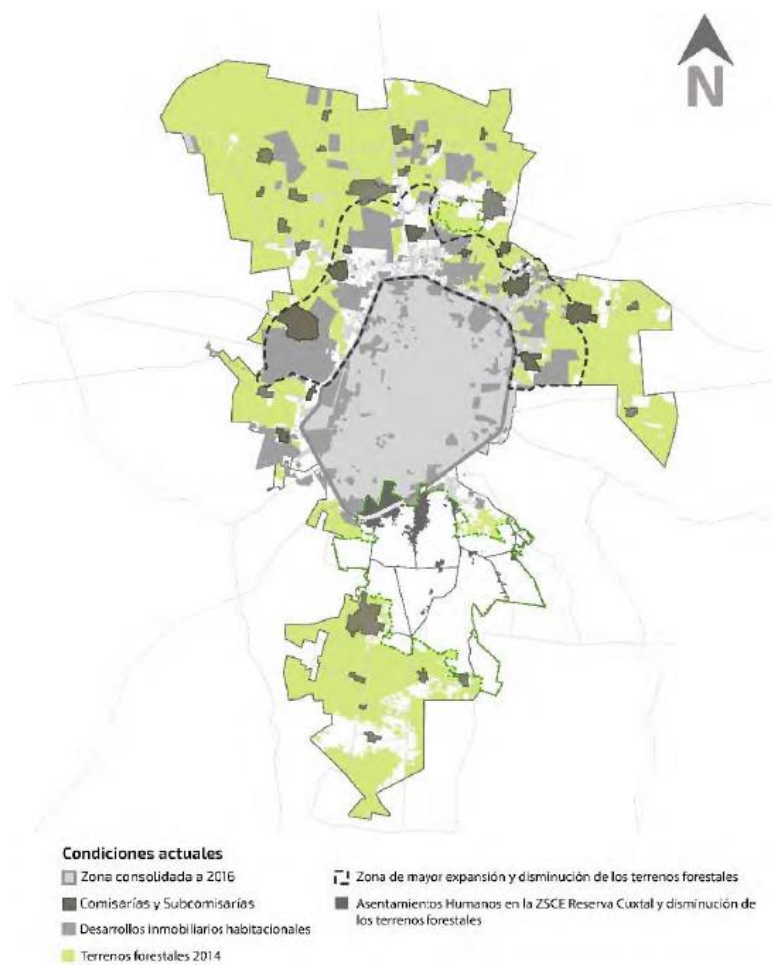 N
Condiciones actuales
Zona consolidada a 2016
Comisarías y Subcomisarías
Desarrollos inmobiliarios habitacionales
Terrenos forestales 2014
Zona de mayor expansión y disminución de los terrenos forestales
Asentamientos Humanos en la ZSCE Reserva Cuxtal y disminución de
los terrenos forestales